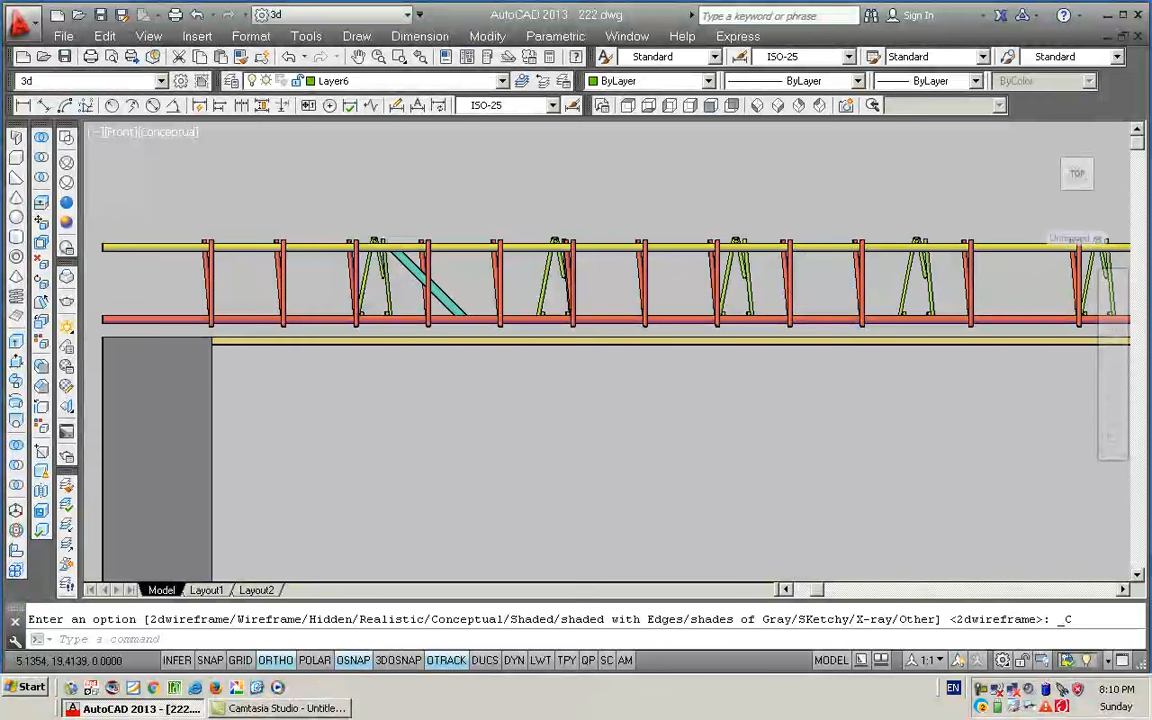 3d
AutoCAD 2013
222.dwg
Type a keyword or phrase
Sign In
File Edit View Insert Format Tools Draw Dimension Modify Parametric Window Help Express
Standard ISO-25 Standard Standard
3d Layer6 ByLayer ByLayer ByLayer ByColor
ISO-25
[−][Front][Conceptual]
TOP
Unnamed
Model Layout1 Layout2
Enter an option [2dwireframe/Wireframe/Hidden/Realistic/Conceptual/Shaded/shaded with Edges/shades of Gray/SKetchy/X-ray/Other] <2dwireframe>: _C
Type a command
5.1354, 19.4139, 0.0000 INFER SNAP GRID ORTHO POLAR OSNAP 3DOSNAP OTRACK DUCS DYN LWT TPY QP SC AM MODEL 1:1
Start EN 8:10 PM
AutoCAD 2013 - [222.... Camtasia Studio - Untitle... Sunday